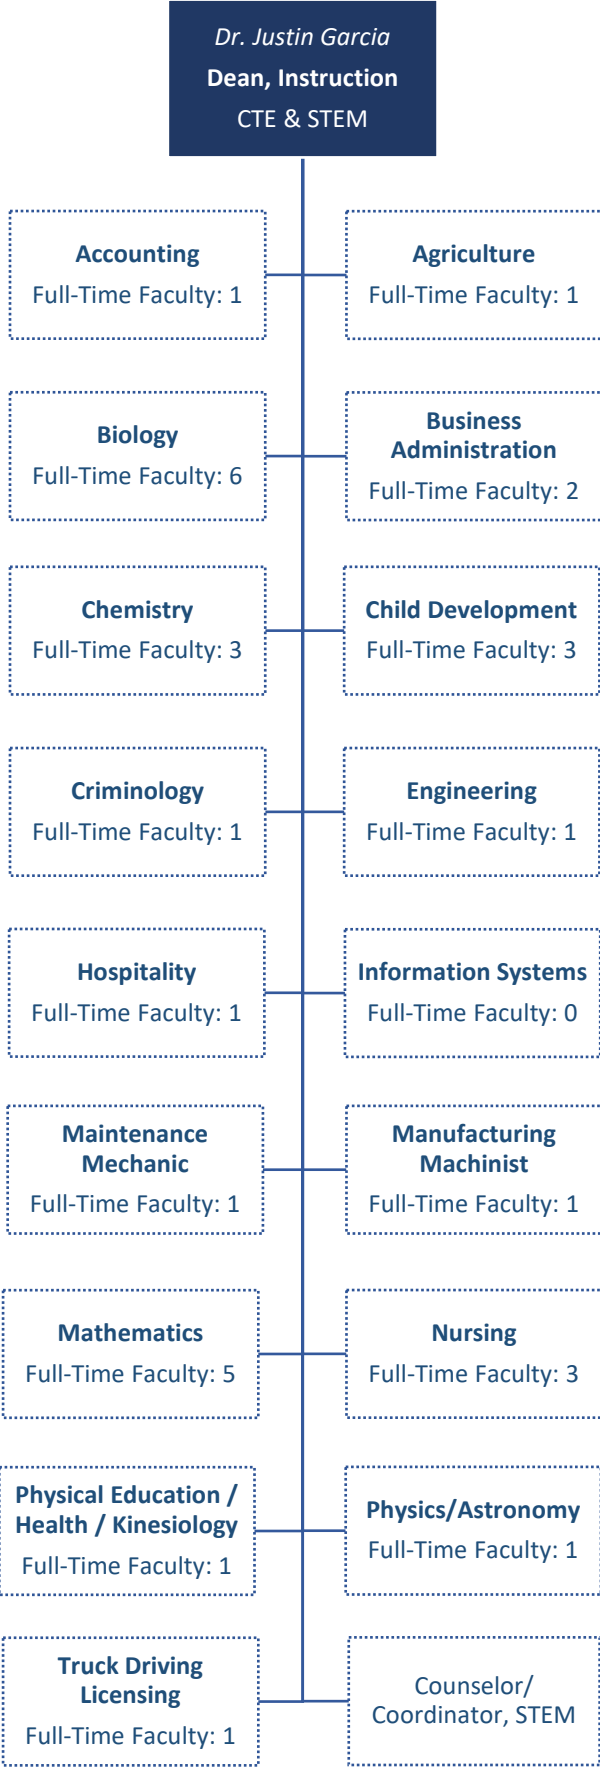 Dr. Justin Garcia
Dean, Instruction
CTE & STEM
Accounting
Full-Time Faculty: 1
Agriculture
Full-Time Faculty: 1
Biology
Full-Time Faculty: 6
Business
Administration
Full-Time Faculty: 2
Chemistry
Full-Time Faculty: 3
Child Development
Full-Time Faculty: 3
Criminology
Full-Time Faculty: 1
Engineering
Full-Time Faculty: 1
Hospitality
Full-Time Faculty: 1
Information Systems
Full-Time Faculty: 0
Maintenance
Mechanic
Full-Time Faculty: 1
Manufacturing
Machinist
Full-Time Faculty: 1
Mathematics
Full-Time Faculty: 5
Nursing
Full-Time Faculty: 3
Physical Education /
Health / Kinesiology
Full-Time Faculty: 1
Physics/Astronomy
Full-Time Faculty: 1
Truck Driving
Licensing
Full-Time Faculty: 1
Counselor/
Coordinator, STEM